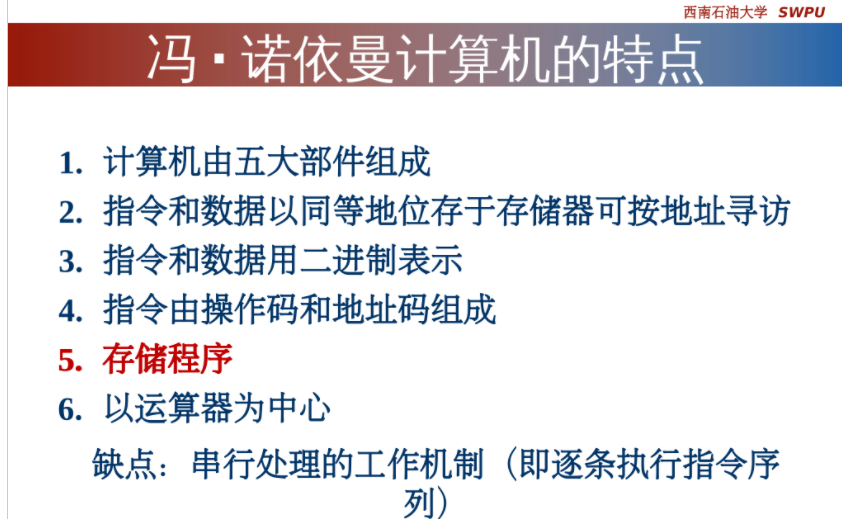 西南石油大学 SWPU
冯·诺依曼计算机的特点
1. 计算机由五大部件组成
2. 指令和数据以同等地位存于存储器可按地址寻访
3. 指令和数据用二进制表示
4. 指令由操作码和地址码组成
5. 存储程序
6. 以运算器为中心
缺点：串行处理的工作机制（即逐条执行指令序
列）